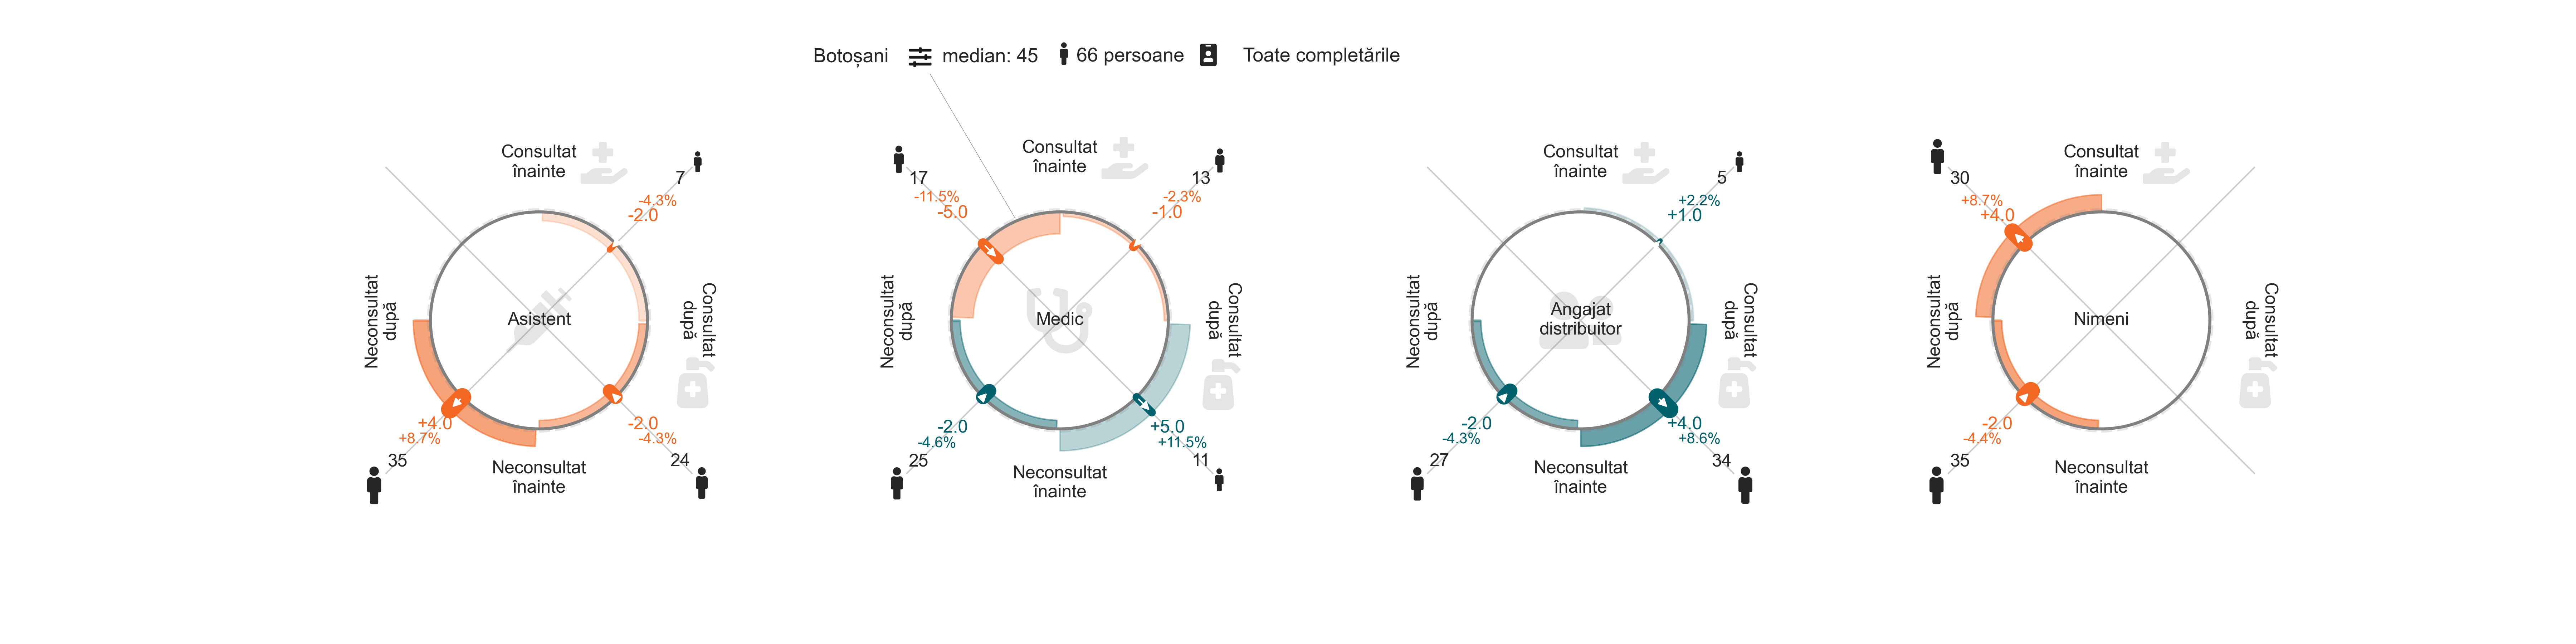 Botoșani median: 45 66 persoane Toate completările
Consultat
înainte
7
-4.3%
-2.0
Neconsultat
după
Asistent
Consultat
după
+4.0
+8.7%
35
-2.0
-4.3%
24
Neconsultat
înainte
Consultat
înainte
17
-11.5%
-5.0
13
-2.3%
-1.0
Neconsultat
după
Medic
Consultat
după
-2.0
-4.6%
25
+5.0
+11.5%
11
Neconsultat
înainte
Consultat
înainte
5
+2.2%
+1.0
Neconsultat
după
Angajat
distribuitor
Consultat
după
-2.0
-4.3%
27
+4.0
+8.6%
34
Neconsultat
înainte
Consultat
înainte
30
+8.7%
+4.0
Neconsultat
după
Nimeni
Consultat
după
-2.0
-4.4%
35
Neconsultat
înainte